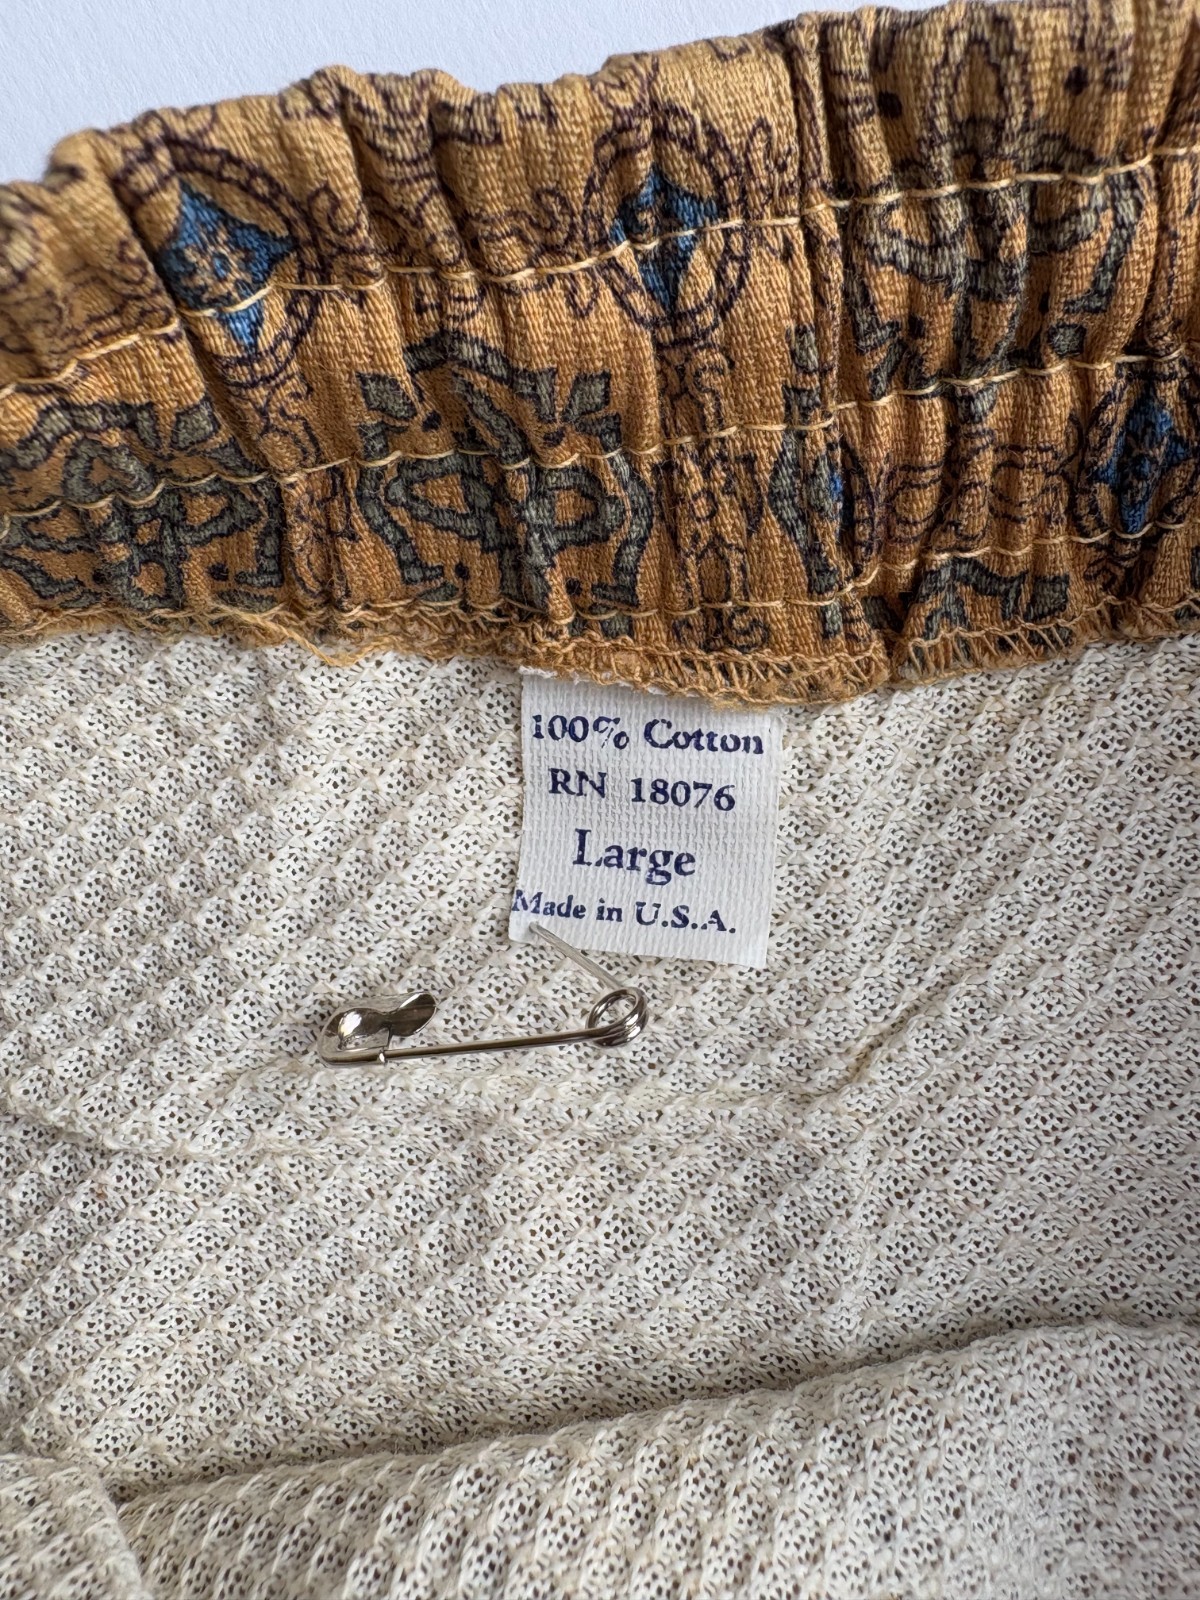 100% Cotton
RN 18076
Large
Made in U.S.A.